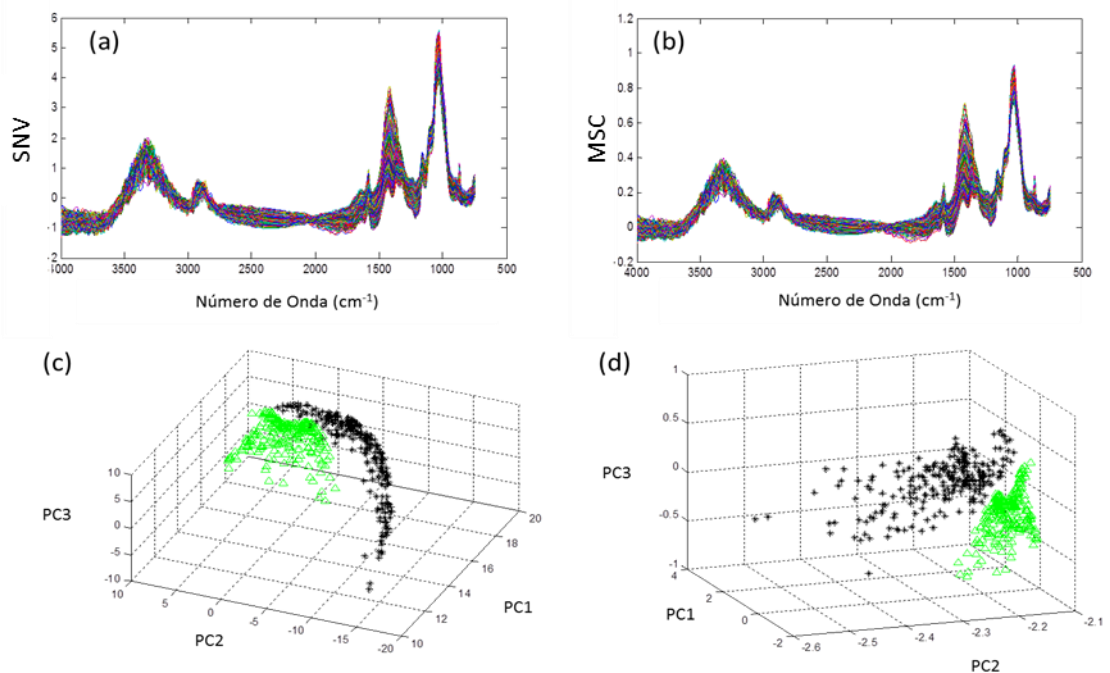 (a)
SNV
6
5
4
3
2
1
0
-1
-2
4000 3500 3000 2500 2000 1500 1000 500
Número de Onda (cm-1)
(b)
MSC
1.2
1
0.8
0.6
0.4
0.2
0
-0.2
4000 3500 3000 2500 2000 1500 1000 500
Número de Onda (cm-1)
(c)
PC3
10
5
0
-5
-10
10 5 0 -5 -10 -15 -20
PC2
10 12 14 16 18 20
PC1
(d)
PC3
1
0.5
0
-0.5
-1
4 2 0 -2
PC1
-2.6 -2.5 -2.4 -2.3 -2.2 -2.1
PC2